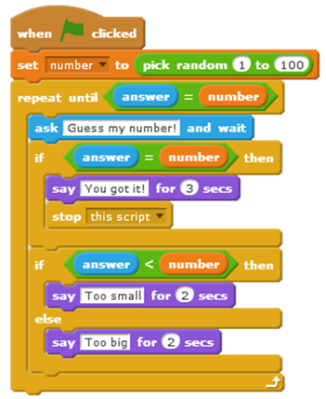 when clicked
set number to pick random 1 to 100
repeat until answer = number
ask Guess my number! and wait
if answer = number then
say You got it! for 3 secs
stop this script
if answer < number then
say Too small for 2 secs
else
say Too big for 2 secs